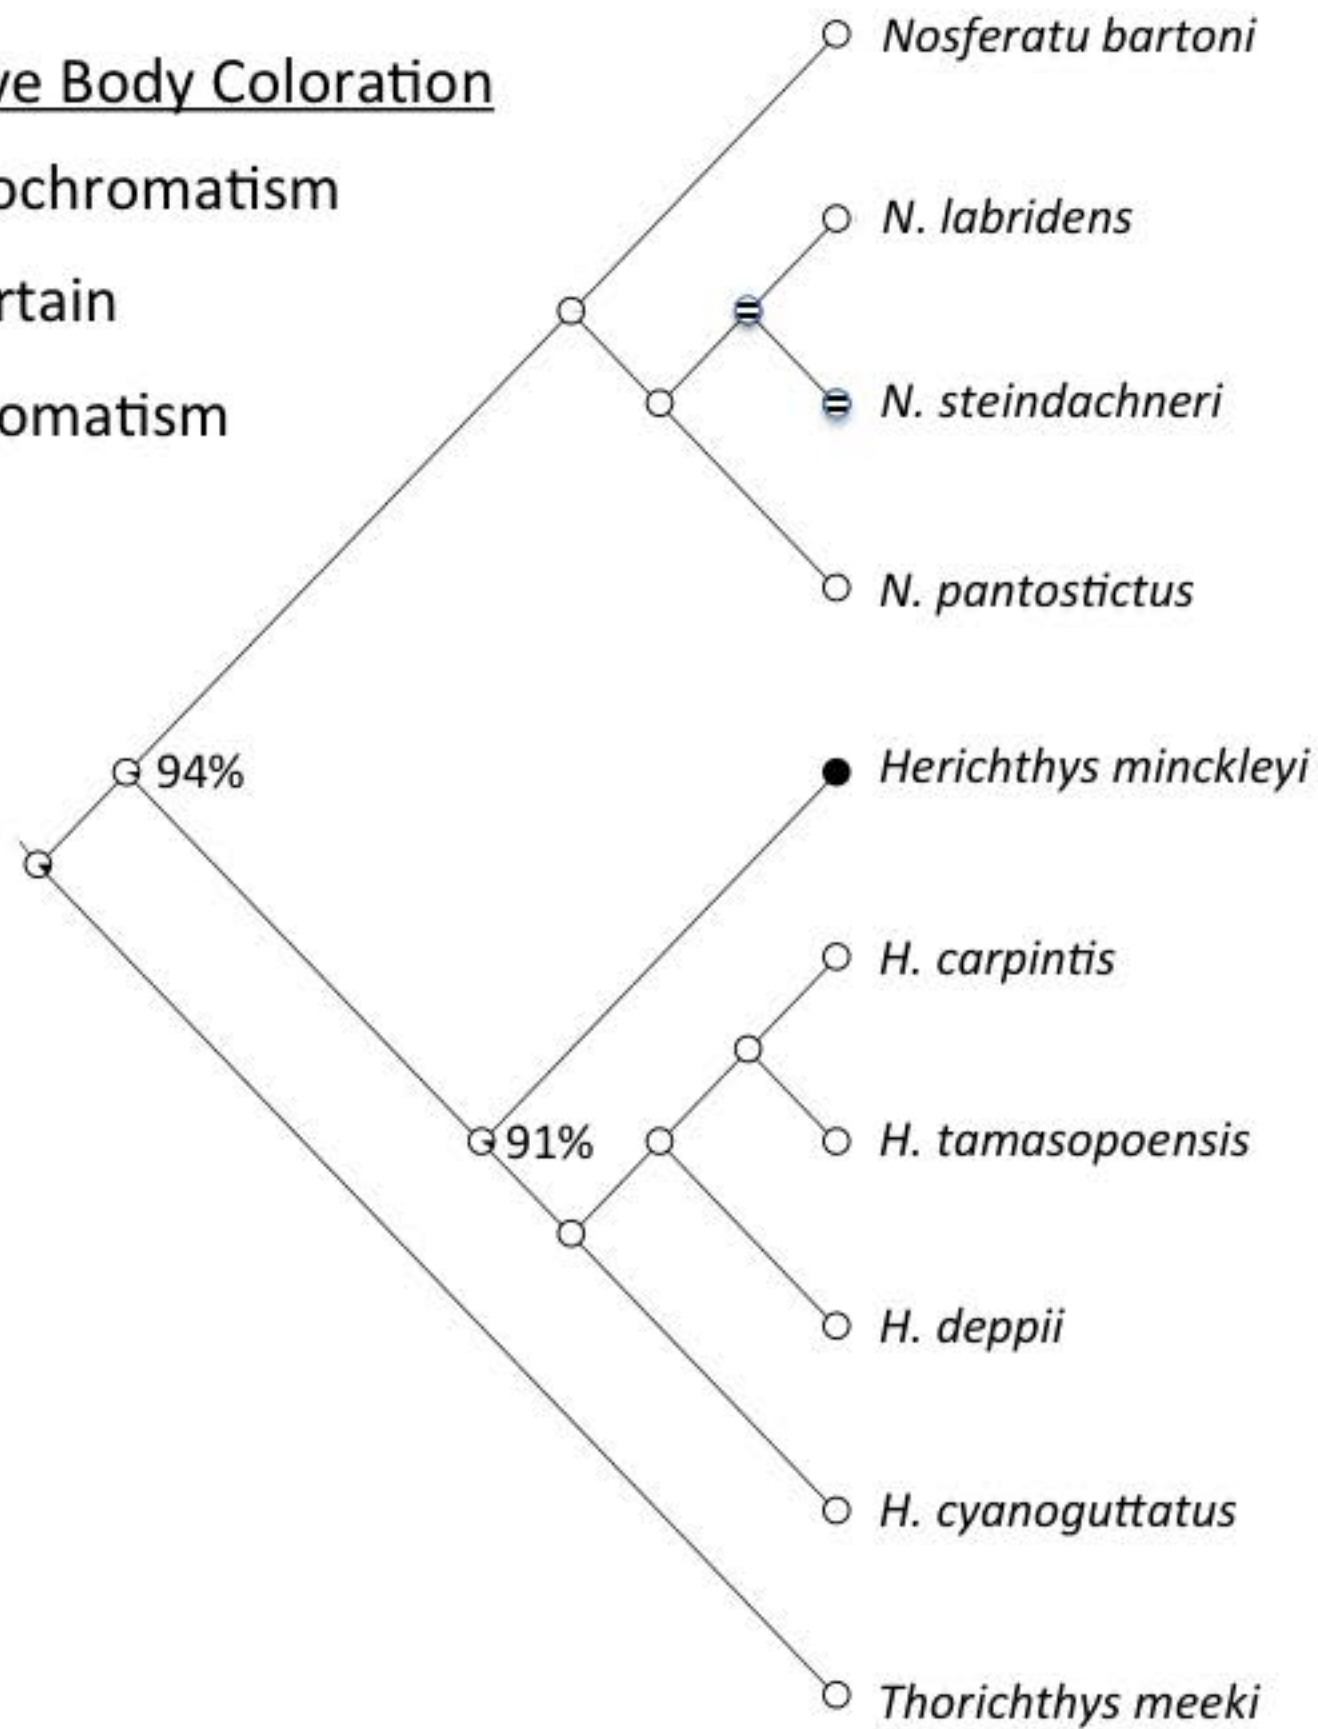 ve Body Coloration
ochromatism
rtain
omatism
Nosferatu bartoni
N. labridens
N. steindachneri
N. pantostictus
94%
Herichthys minckleyi
H. carpintis
91%
H. tamasopoensis
H. deppii
H. cyanoguttatus
Thorichthys meeki